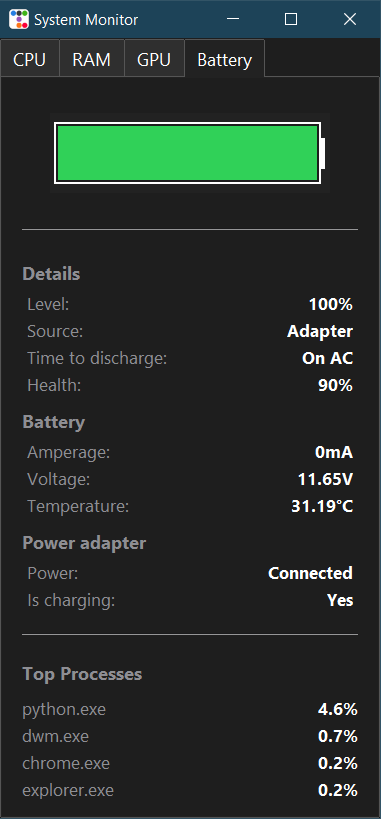 System Monitor
CPU RAM GPU Battery
Details
Level: 100%
Source: Adapter
Time to discharge: On AC
Health: 90%
Battery
Amperage: 0mA
Voltage: 11.65V
Temperature: 31.19°C
Power adapter
Power: Connected
Is charging: Yes
Top Processes
python.exe 4.6%
dwm.exe 0.7%
chrome.exe 0.2%
explorer.exe 0.2%